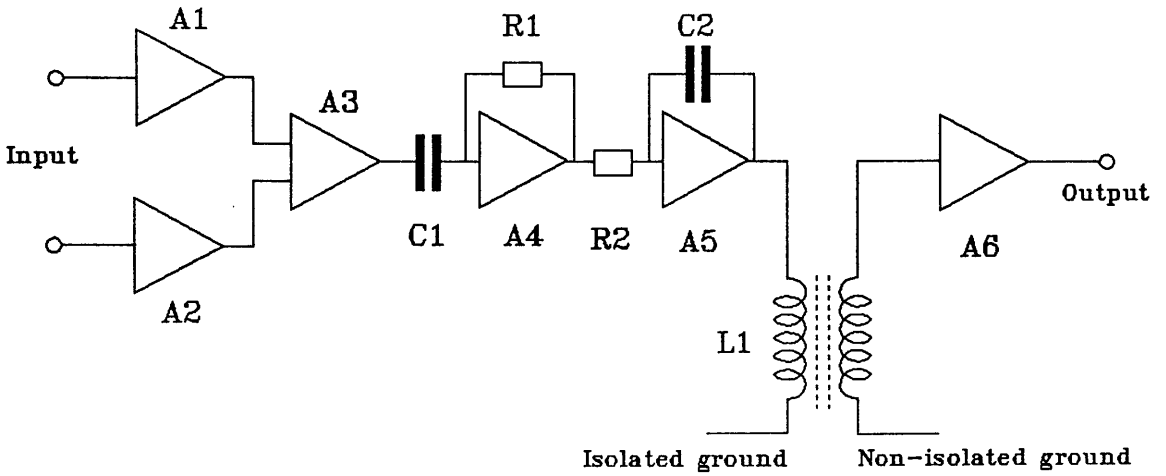 A1
R1
C2
A3
Input
Output
C1
A4
R2
A5
A6
A2
L1
Isolated ground
Non-isolated ground